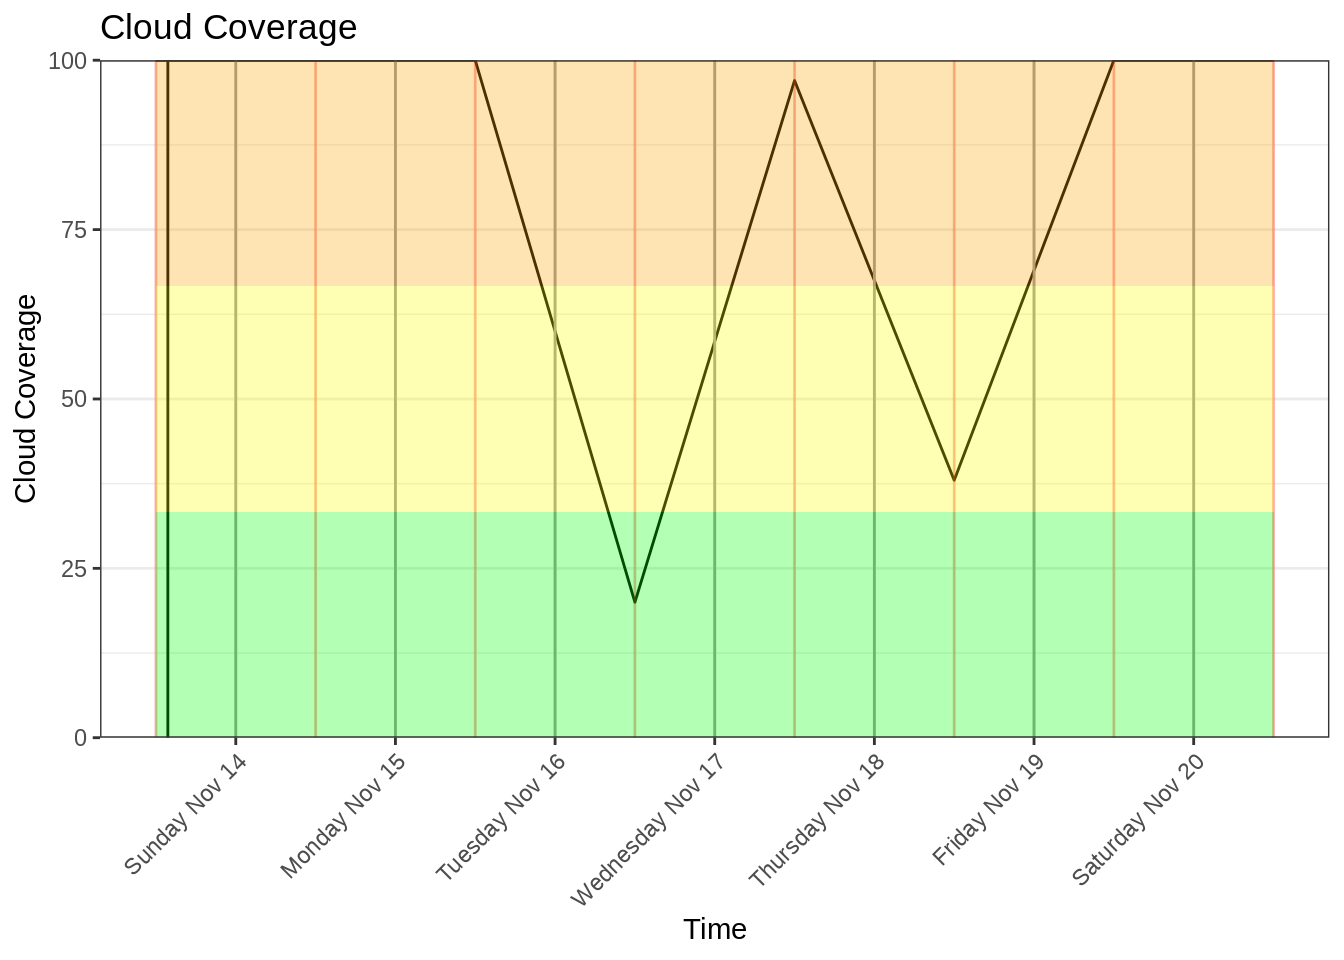 Cloud Coverage
100
75
50
25
0
Cloud Coverage
Sunday Nov 14
Monday Nov 15
Tuesday Nov 16
Wednesday Nov 17
Thursday Nov 18
Friday Nov 19
Saturday Nov 20
Time